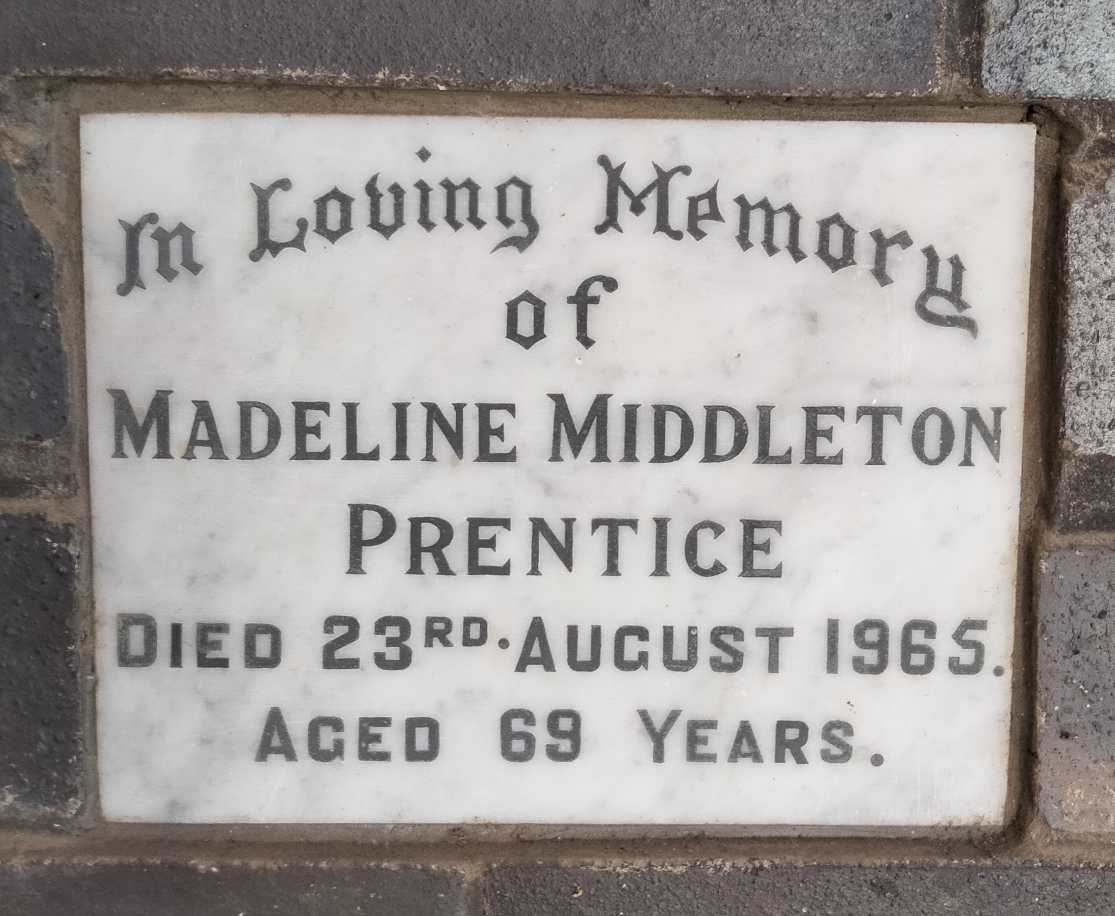 In Loving Memory
of
MADELINE MIDDLETON
PRENTICE
DIED 23RD. AUGUST 1965.
AGED 69 YEARS.